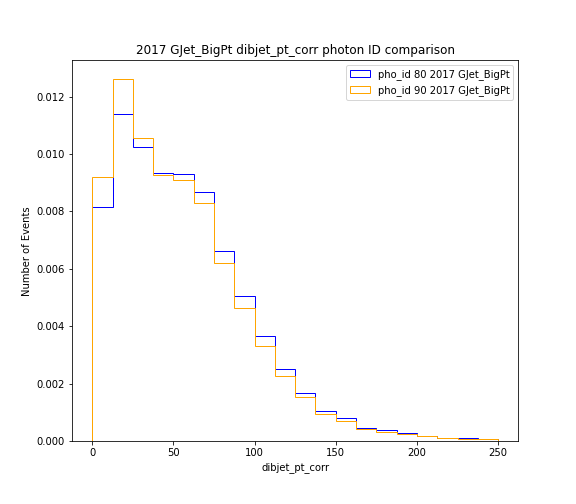 2017 GJet_BigPt dibjet_pt_corr photon ID comparison
pho_id 80 2017 GJet_BigPt
pho_id 90 2017 GJet_BigPt
Number of Events
0.012
0.010
0.008
0.006
0.004
0.002
0.000
0 50 100 150 200 250
dibjet_pt_corr